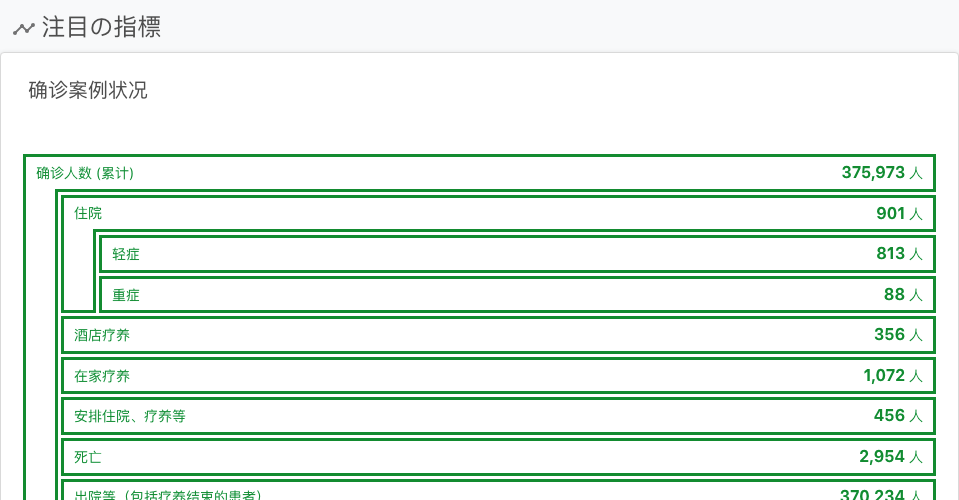 注目の指標
确诊案例状况
确诊人数 (累计) 375,973 人
住院 901 人
轻症 813 人
重症 88 人
酒店疗养 356 人
在家疗养 1,072 人
安排住院、疗养等 456 人
死亡 2,954 人
出院等（包括疗养结束的患者） 370,234 人